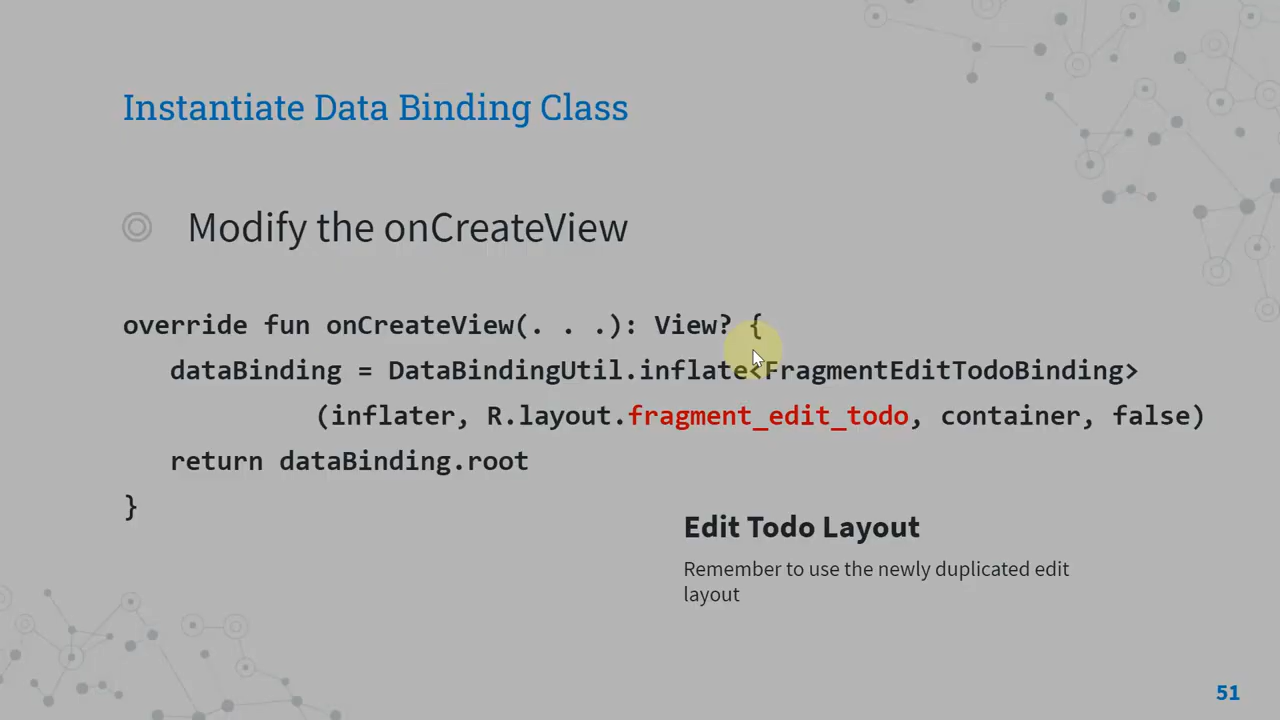 Instantiate Data Binding Class
Modify the onCreateView
override fun onCreateView(. . .): View? {
dataBinding = DataBindingUtil.inflate<FragmentEditTodoBinding>
(inflater, R.layout.fragment_edit_todo, container, false)
return dataBinding.root
}
Edit Todo Layout
Remember to use the newly duplicated edit
layout
51